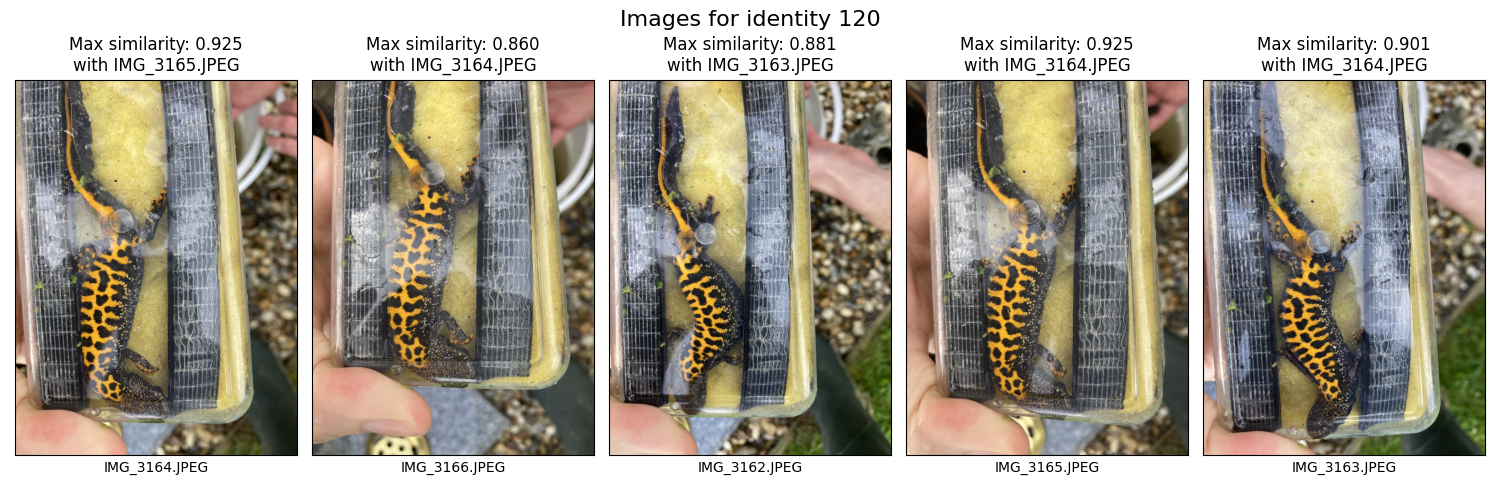 Images for identity 120
Max similarity: 0.925
with IMG_3165.JPEG
Max similarity: 0.860
with IMG_3164.JPEG
Max similarity: 0.881
with IMG_3163.JPEG
Max similarity: 0.925
with IMG_3164.JPEG
Max similarity: 0.901
with IMG_3164.JPEG
IMG_3164.JPEG
IMG_3166.JPEG
IMG_3162.JPEG
IMG_3165.JPEG
IMG_3163.JPEG